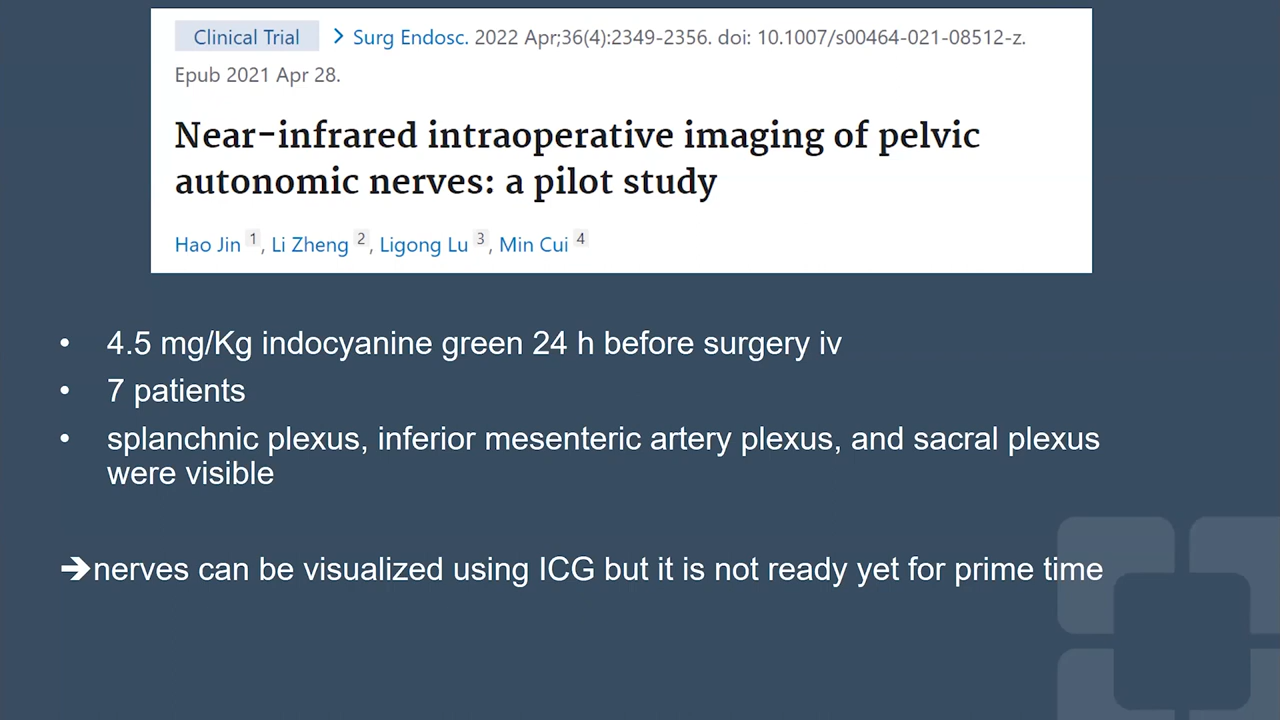 Clinical Trial > Surg Endosc. 2022 Apr;36(4):2349-2356. doi: 10.1007/s00464-021-08512-z.
Epub 2021 Apr 28.
Near-infrared intraoperative imaging of pelvic
autonomic nerves: a pilot study
Hao Jin 1, Li Zheng 2, Ligong Lu 3, Min Cui 4
• 4.5 mg/Kg indocyanine green 24 h before surgery iv
• 7 patients
• splanchnic plexus, inferior mesenteric artery plexus, and sacral plexus
were visible
➔nerves can be visualized using ICG but it is not ready yet for prime time